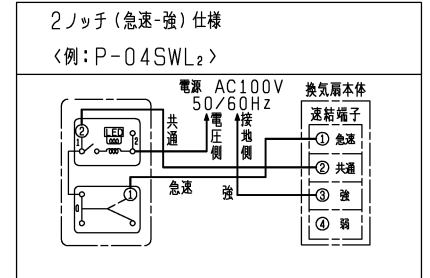 2ノッチ(急速-強)仕様
〈例:P-04SWL₂〉
電源 AC100V
50/60Hz
換気扇本体
速結端子
共通
電圧側
接地側
② LED
1 2
① 急速
② 共通
③ 強
④ 弱
急速
強
①
0